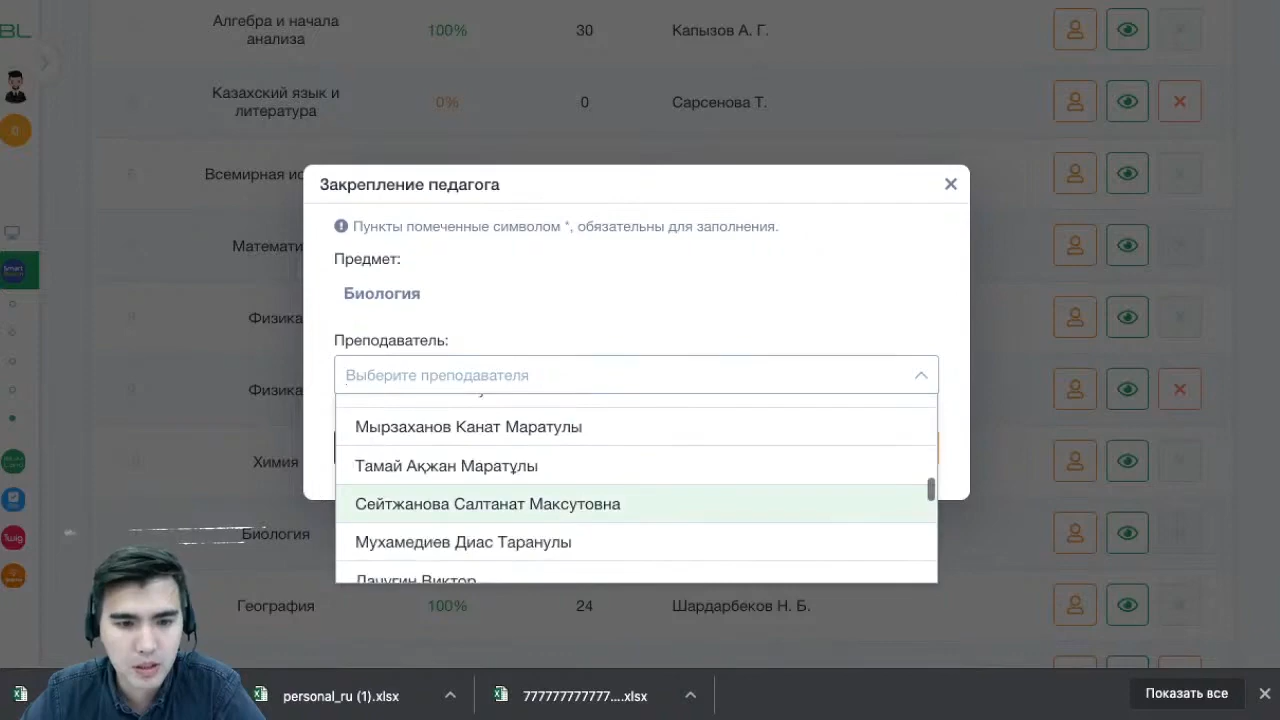 BL
Алгебра и начала
анализа
100%
30
Капызов А. Г.
Казахский язык и
литература
0%
0
Сарсенова Т.
0
Всемирная ис
Математи
Физика
Физика
Химия
Биология
География
100%
24
Шардарбеков Н. Б.
Закрепление педагога
Пункты помеченные символом *, обязательны для заполнения.
Предмет:
Биология
Преподаватель:
Выберите преподавателя
Мырзаханов Канат Маратулы
Тамай Ақжан Маратұлы
Сейтжанова Салтанат Максутовна
Мухамедиев Диас Таранулы
personal_ru (1).xlsx
777777777777....xlsx
Показать все